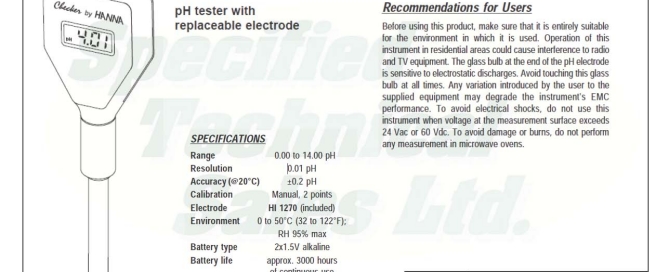 Checker by HANNA
pH 4.01
pH tester with
replaceable electrode
SPECIFICATIONS
Range 0.00 to 14.00 pH
Resolution 0.01 pH
Accuracy (@20°C) ±0.2 pH
Calibration Manual, 2 points
Electrode HI 1270 (included)
Environment 0 to 50°C (32 to 122°F);
RH 95% max
Battery type 2x1.5V alkaline
Battery life approx. 3000 hours
of continuous use
Recommendations for Users
Before using this product, make sure that it is entirely suitable
for the environment in which it is used. Operation of this
instrument in residential areas could cause interference to radio
and TV equipment. The glass bulb at the end of the pH electrode
is sensitive to electrostatic discharges. Avoid touching this glass
bulb at all times. Any variation introduced by the user to the
supplied equipment may degrade the instrument's EMC
performance. To avoid electrical shocks, do not use this
instrument when voltage at the measurement surface exceeds
24 Vac or 60 Vdc. To avoid damage or burns, do not perform
any measurement in microwave ovens.
Specified
Technical
Sales Ltd.